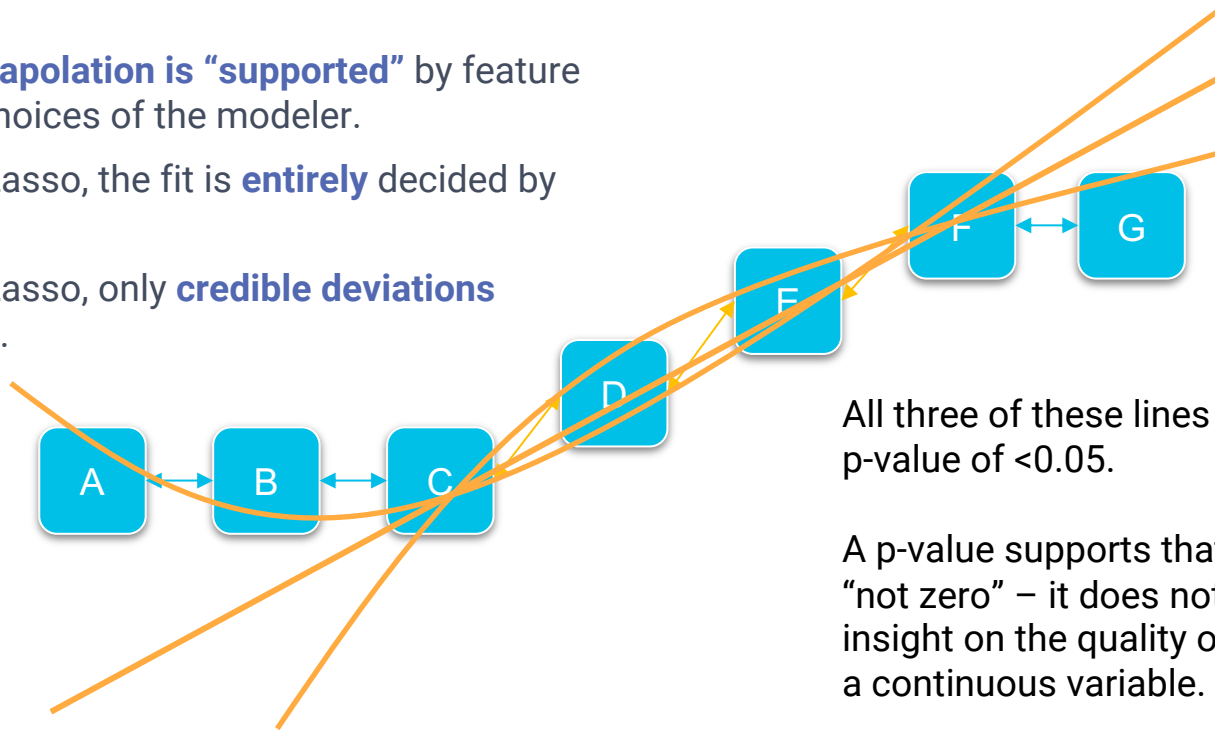 apolation is “supported” by feature
hoices of the modeler.
asso, the fit is entirely decided by
asso, only credible deviations
.
A
B
C
D
E
F
G
All three of these lines
p-value of <0.05.
A p-value supports that
“not zero” – it does not
insight on the quality o
a continuous variable.